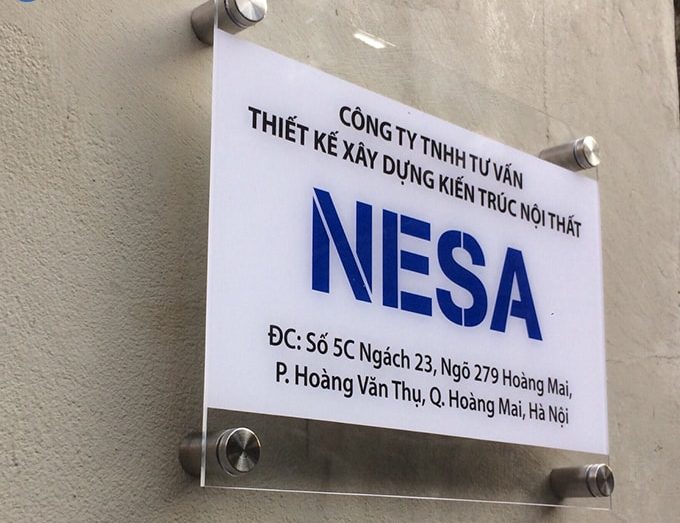 CÔNG TY TNHH TƯ VẤN
THIẾT KẾ XÂY DỰNG KIẾN TRÚC NỘI THẤT
NESA
ĐC: Số 5C Ngách 23, Ngõ 279 Hoàng Mai,
P. Hoàng Văn Thụ, Q. Hoàng Mai, Hà Nội